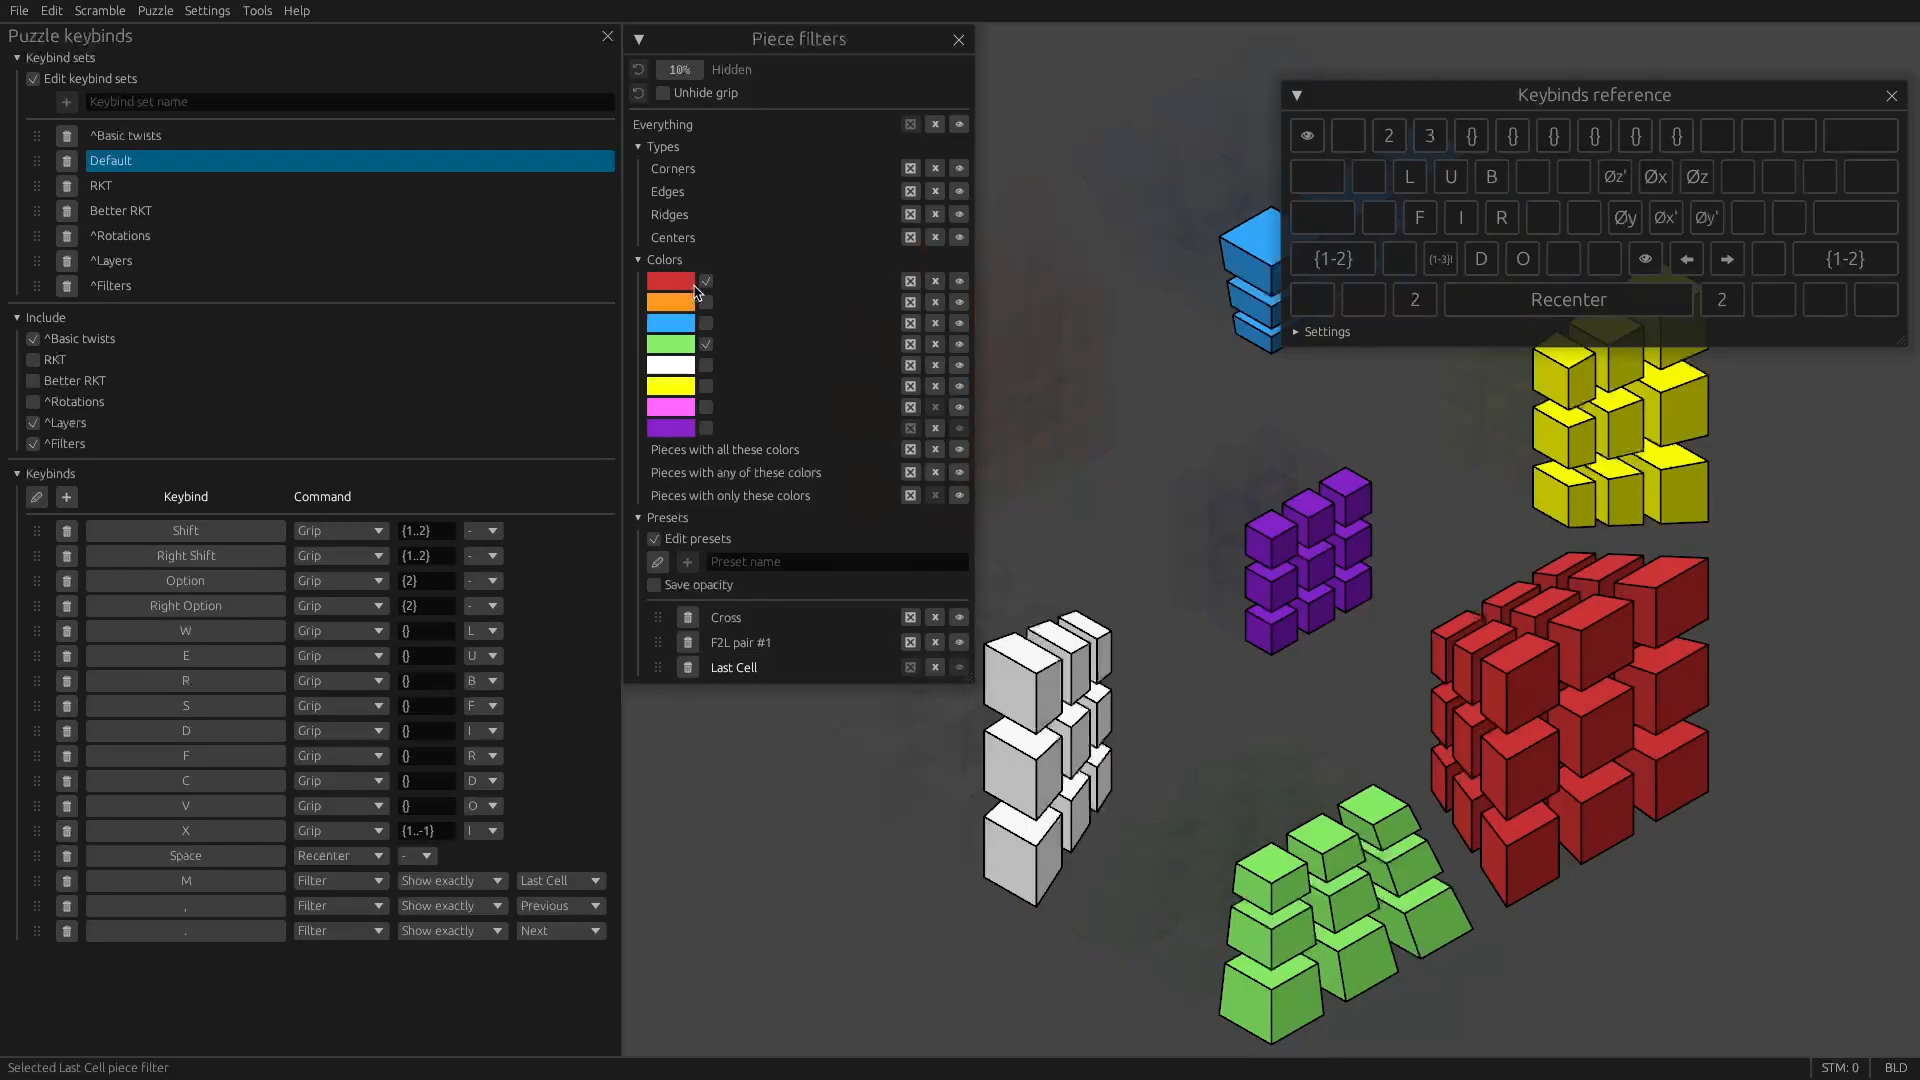 File Edit Scramble Puzzle Settings Tools Help
Puzzle keybinds
Keybind sets
Edit keybind sets
Keybind set name
^Basic twists
Default
RKT
Better RKT
^Rotations
^Layers
^Filters
Include
^Basic twists
RKT
Better RKT
^Rotations
^Layers
^Filters
Keybinds
Keybind Command
Shift Grip {1..2} -
Right Shift Grip {1..2} -
Option Grip {2} -
Right Option Grip {2} -
W Grip {} L
E Grip {} U
R Grip {} B
S Grip {} F
D Grip {} I
F Grip {} R
C Grip {} D
V Grip {} O
X Grip {1..-1} I
Space Recenter -
M Filter Show exactly Last Cell
, Filter Show exactly Previous
. Filter Show exactly Next
Selected Last Cell piece filter
Piece filters
10% Hidden
Unhide grip
Everything
Types
Corners
Edges
Ridges
Centers
Colors
Pieces with all these colors
Pieces with any of these colors
Pieces with only these colors
Presets
Edit presets
Preset name
Save opacity
Cross
F2L pair #1
Last Cell
Keybinds reference
2 3 {} {} {} {} {} {}
L U B Øz' Øx Øz
F I R Øy Øx' Øy'
{1-2} {1-3}I D O {1-2}
2 Recenter 2
Settings
STM: 0 BLD